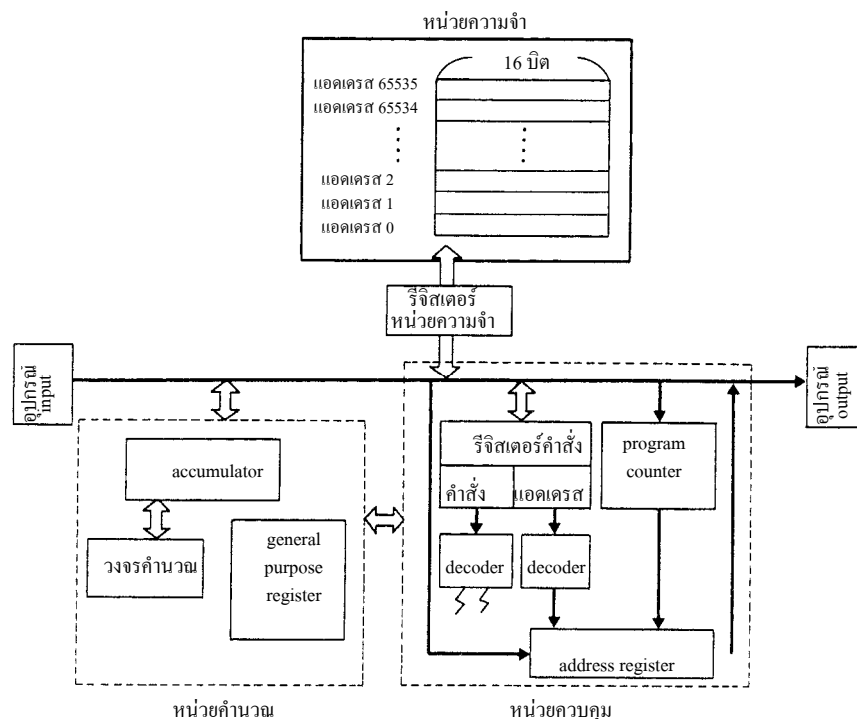 หน่วยความจำ
16 บิต
แอดเดรส 65535
แอดเดรส 65534
แอดเดรส 2
แอดเดรส 1
แอดเดรส 0
รีจิสเตอร์
หน่วยความจำ
อุปกรณ์
input
อุปกรณ์
output
accumulator
วงจรคำนวณ
general
purpose
register
รีจิสเตอร์คำสั่ง
คำสั่ง
แอดเดรส
decoder
decoder
program
counter
address register
หน่วยคำนวณ
หน่วยควบคุม